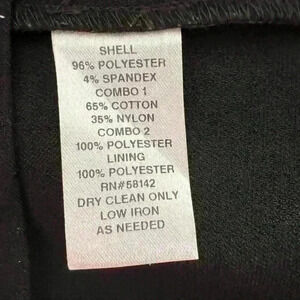 SHELL
96% POLYESTER
4% SPANDEX
COMBO 1
65% COTTON
35% NYLON
COMBO 2
100% POLYESTER
LINING
100% POLYESTER
RN#58142
DRY CLEAN ONLY
LOW IRON
AS NEEDED